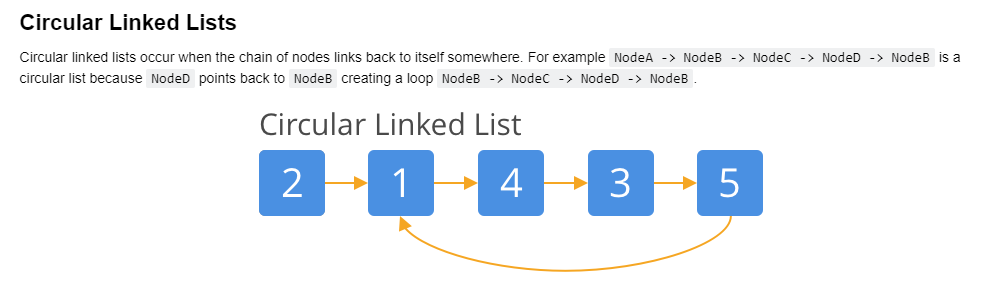 Circular Linked Lists
Circular linked lists occur when the chain of nodes links back to itself somewhere. For example NodeA -> NodeB -> NodeC -> NodeD -> NodeB is a
circular list because NodeD points back to NodeB creating a loop NodeB -> NodeC -> NodeD -> NodeB .
Circular Linked List
2 1 4 3 5